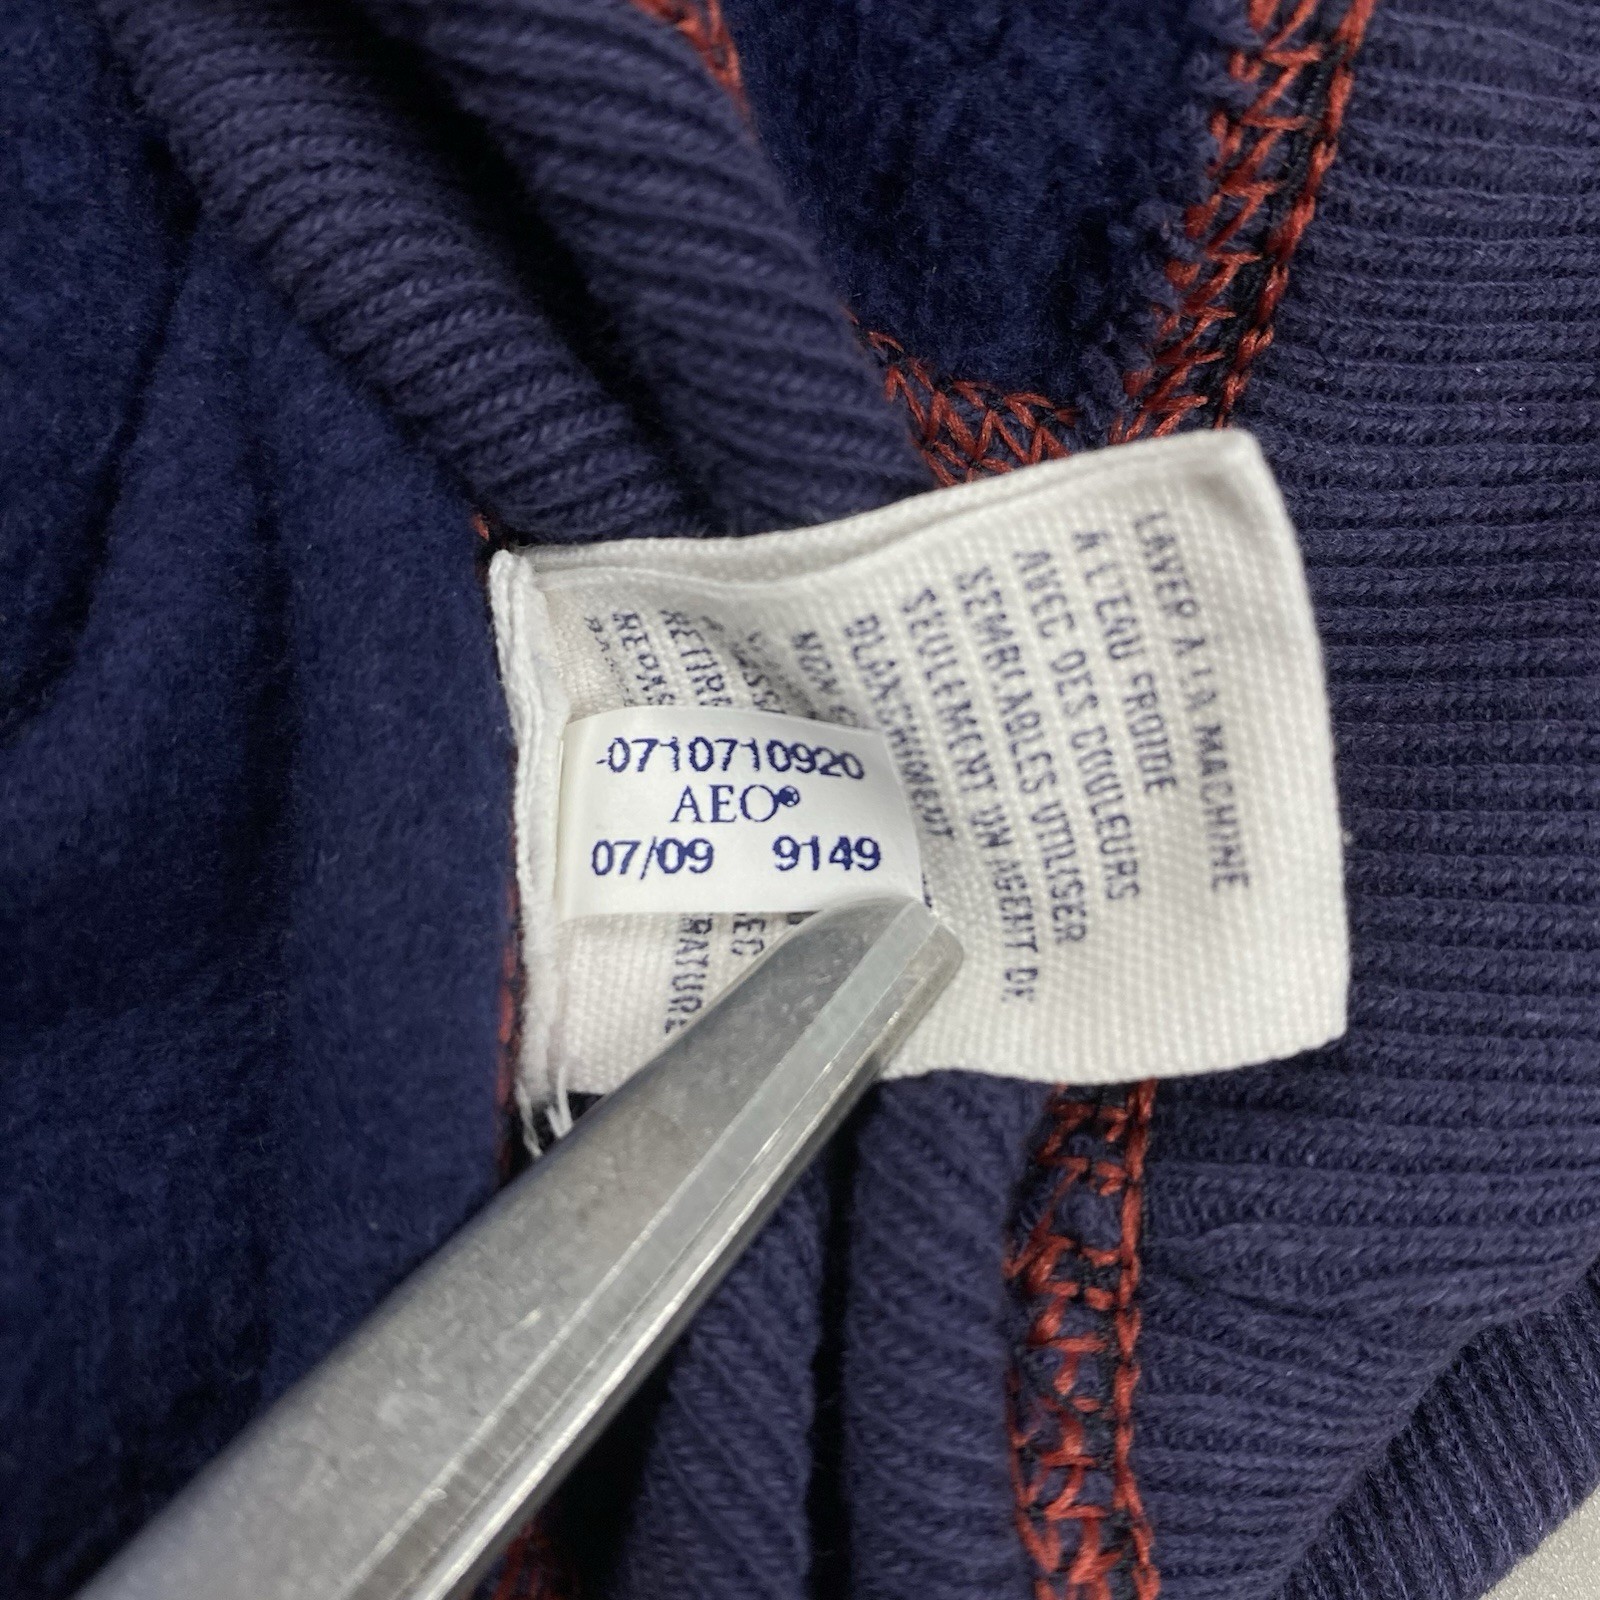 -0710710920
AEO®
07/09 9149
LAVER A LA MACHINE
A L'EAU FROIDE
AVEC DES COULEURS
SEMBLABLES UTILISER
SEULEMENT UN AGENT DE
BLANCHIMENT
NON